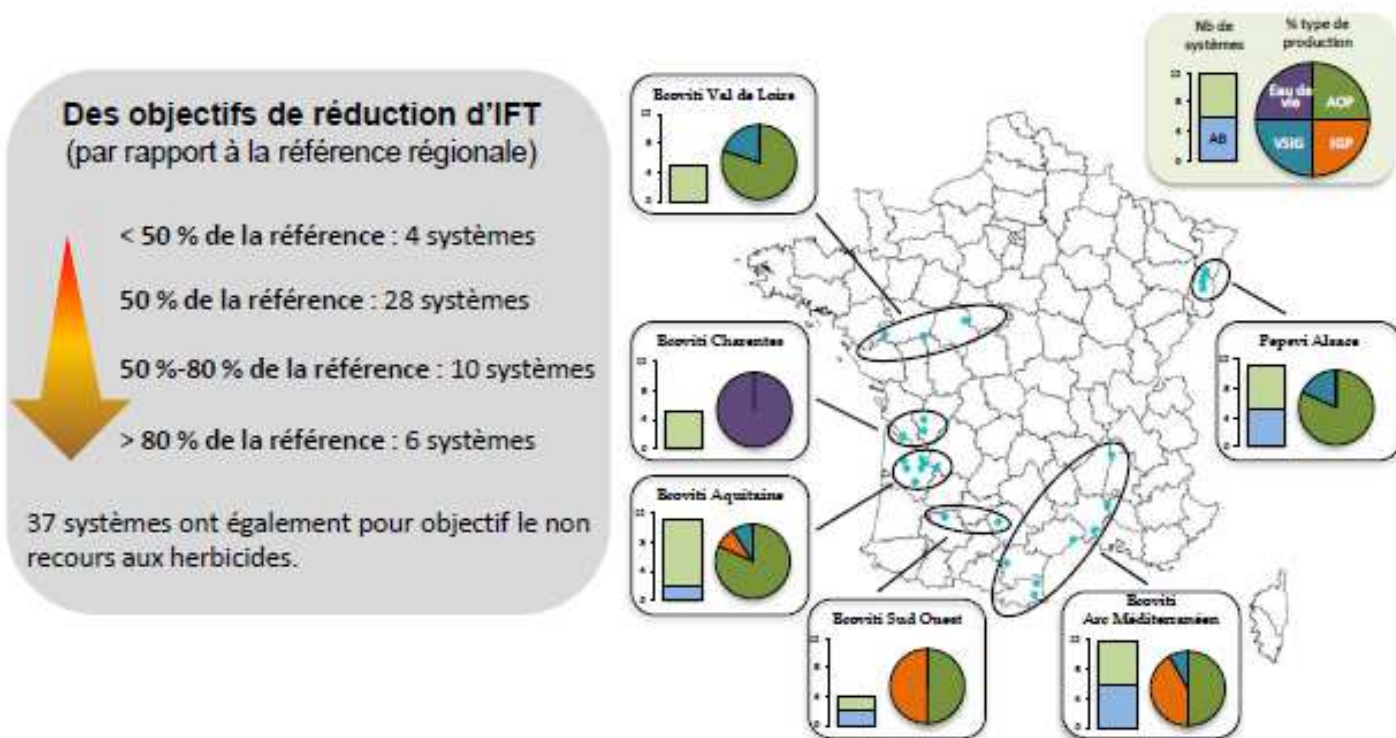 Des objectifs de réduction d'IFT
(par rapport à la référence régionale)
< 50 % de la référence : 4 systèmes
50 % de la référence : 28 systèmes
50 %-80 % de la référence : 10 systèmes
> 80 % de la référence : 6 systèmes
37 systèmes ont également pour objectif le non
recours aux herbicides.
Nb de
systèmes
% type de
production
AB
Eau de
vie
AOP
VSIG
IGP
Ecoviti Val de Loire
Ecoviti Charentes
Pepevi Alsace
Ecoviti Aquitaine
Ecoviti Sud Ouest
Ecoviti
Arc Méditerranéen